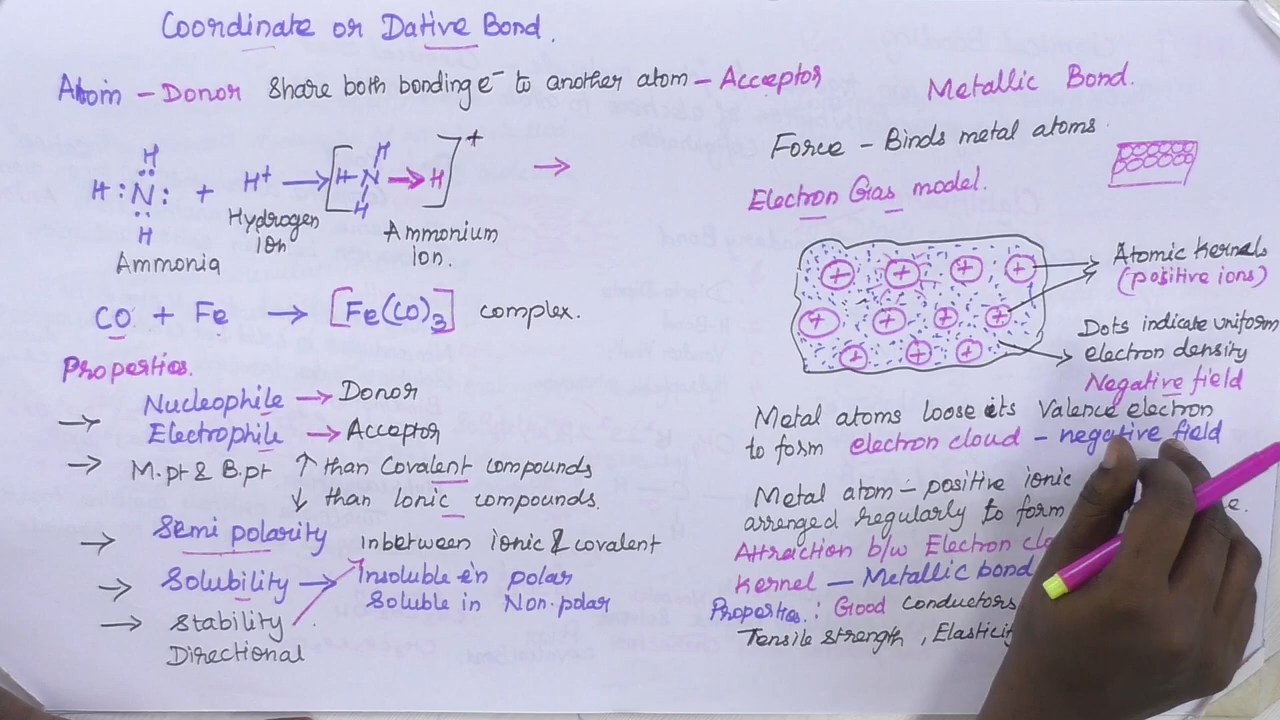 Coordinate or Dative Bond.
Atom - Donor Share both bonding e⁻ to another atom - Acceptor
H
H : N : + H⁺ → [H-N→H]⁺ →
H
H
H
Hydrogen Ion
Ammonia
Ammonium Ion.
CO + Fe → [Fe(CO)₃] complex.
Properties.
→ Nucleophile → Donor
Electrophile → Acceptor
→ M.pt & B.pt ↑ than Covalent compounds
↓ than Ionic compounds.
→ Semi polarity Inbetween ionic & covalent
→ Solubility → Insoluble in polar
Soluble in Non.polar
→ Stability
Directional
Metallic Bond.
Force - Binds metal atoms.
Electron Gas model.
+ + + +
+ + + +
+ + +
Atomic Kernels
(positive ions)
Dots indicate uniform
electron density
Negative field
Metal atoms loose its Valence electron
to form electron cloud - negative field
Metal atom - positive ionic
arranged regularly to form
Attraction b/w Electron
Kernel - Metallic bond
Properties. : Good conductors
Tensile strength,